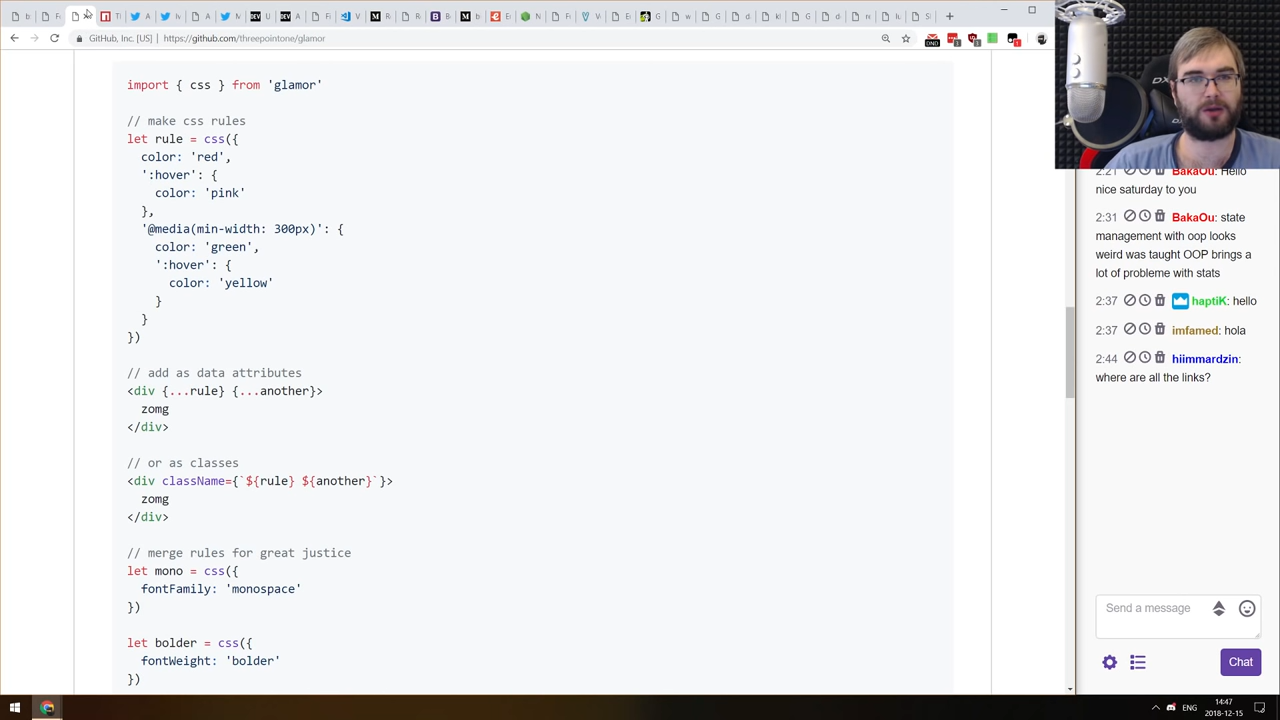 GitHub, Inc. [US] | https://github.com/threepointone/glamor
import { css } from 'glamor'
// make css rules
let rule = css({
color: 'red',
':hover': {
color: 'pink'
},
'@media(min-width: 300px)': {
color: 'green',
':hover': {
color: 'yellow'
}
}
})
// add as data attributes
<div {...rule} {...another}>
zomg
</div>
// or as classes
<div className={`${rule} ${another}`}>
zomg
</div>
// merge rules for great justice
let mono = css({
fontFamily: 'monospace'
})
let bolder = css({
fontWeight: 'bolder'
})
2:21 BakaOu: Hello
nice saturday to you
2:31 BakaOu: state
management with oop looks
weird was taught OOP brings a
lot of probleme with stats
2:37 haptiK: hello
2:37 imfamed: hola
2:44 hiimmardzin:
where are all the links?
Send a message
Chat
ENG
14:47
2018-12-15